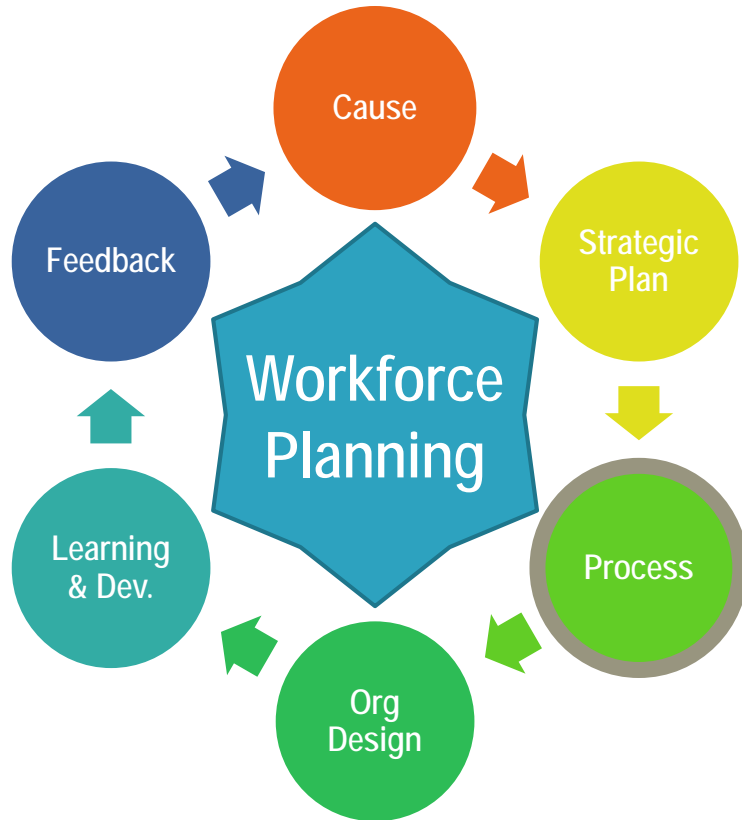 Cause
Strategic
Plan
Process
Org
Design
Learning
& Dev.
Feedback
Workforce
Planning